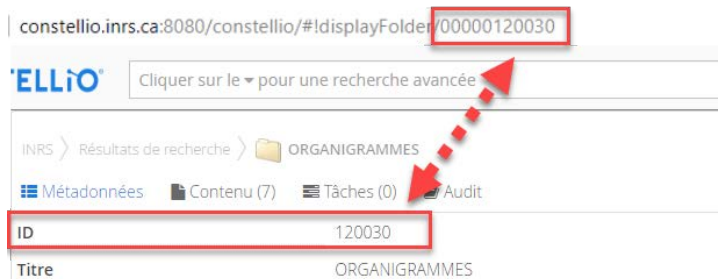 constellio.inrs.ca:8080/constellio/#!displayFolder/00000120030
TELLiO Cliquer sur le pour une recherche avancée
INRS Résultats de recherche ORGANIGRAMMES
Métadonnées Contenu (7) Tâches (0) Audit
ID 120030
Titre ORGANIGRAMMES